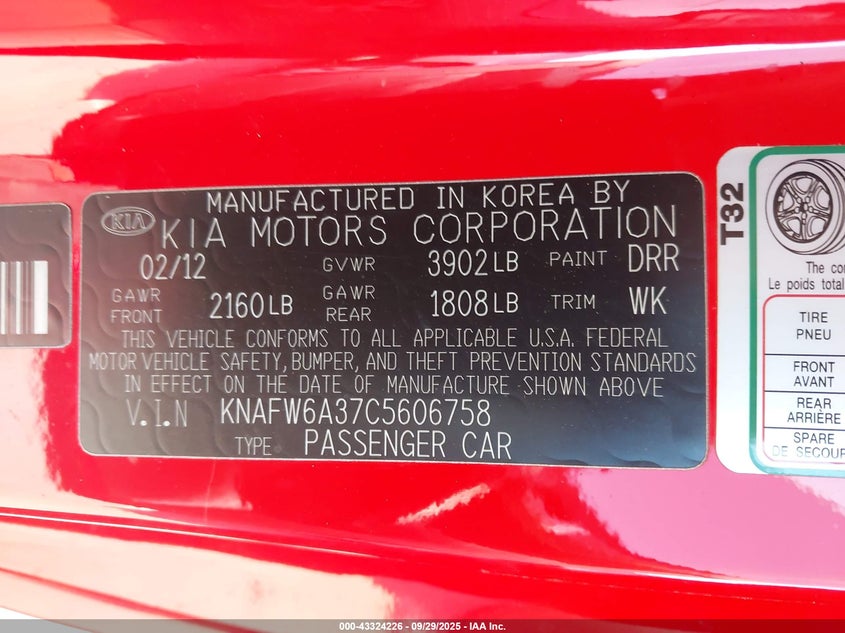 MANUFACTURED IN KOREA BY
KIA
KIA MOTORS CORPORATION
02/12 GVWR 3902LB PAINT DRR
GAWR FRONT 2160LB GAWR REAR 1808LB TRIM WK
THIS VEHICLE CONFORMS TO ALL APPLICABLE U.S.A. FEDERAL
MOTOR VEHICLE SAFETY, BUMPER, AND THEFT PREVENTION STANDARDS
IN EFFECT ON THE DATE OF MANUFACTURE SHOWN ABOVE
V.I.N KNAFW6A37C5606758
TYPE PASSENGER CAR
T32
The co
Le poids total
TIRE
PNEU
FRONT
AVANT
REAR
ARRIÈRE
SPARE
DE SECOUR
000-43324226 - 09/29/2025 - IAA Inc.